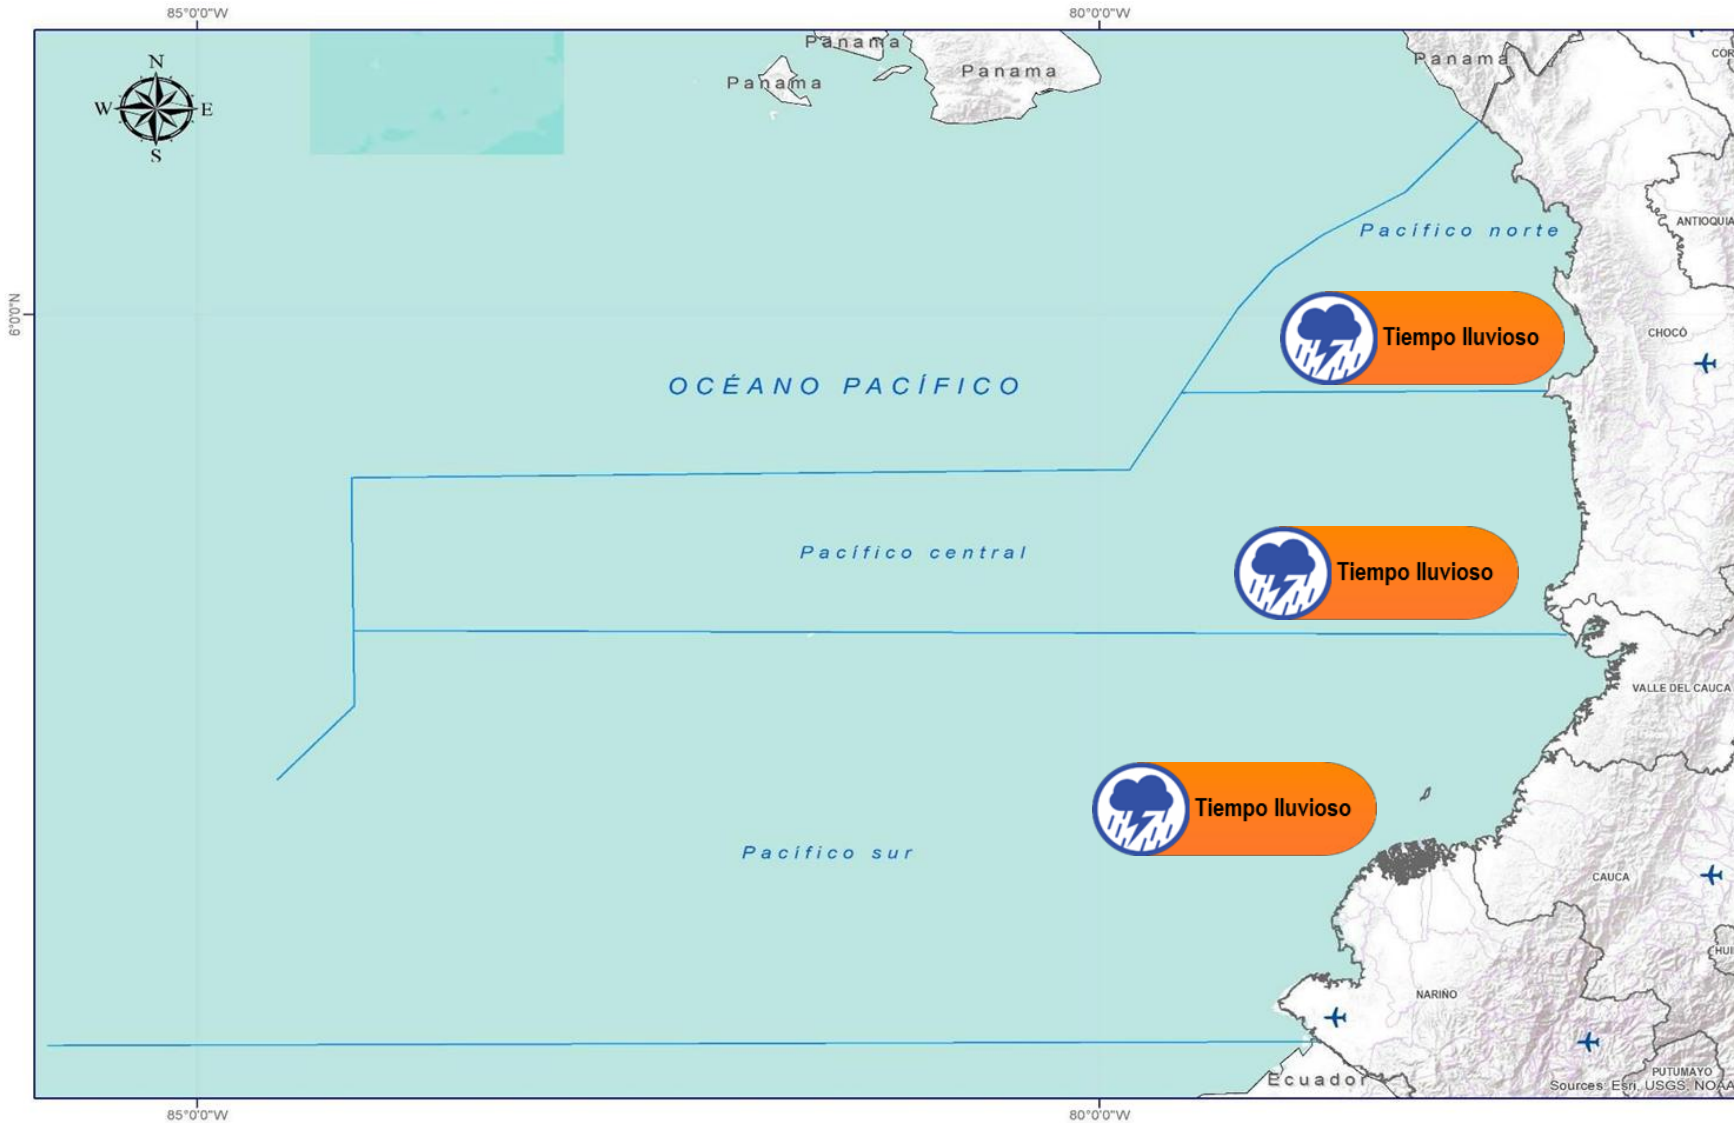 85°0'0"W
80°0'0"W
N
W
E
S
Panama
Panama
Panama
Panama
ANTIOQUIA
Pacífico norte
6°0'0"N
CHOCÓ
Tiempo lluvioso
OCÉANO PACÍFICO
Pacífico central
Tiempo lluvioso
VALLE DEL CAUCA
Tiempo lluvioso
Pacífico sur
CAUCA
NARIÑO
PUTUMAYO
Ecuador
Sources: Esri, USGS, NOAA
85°0'0"W
80°0'0"W